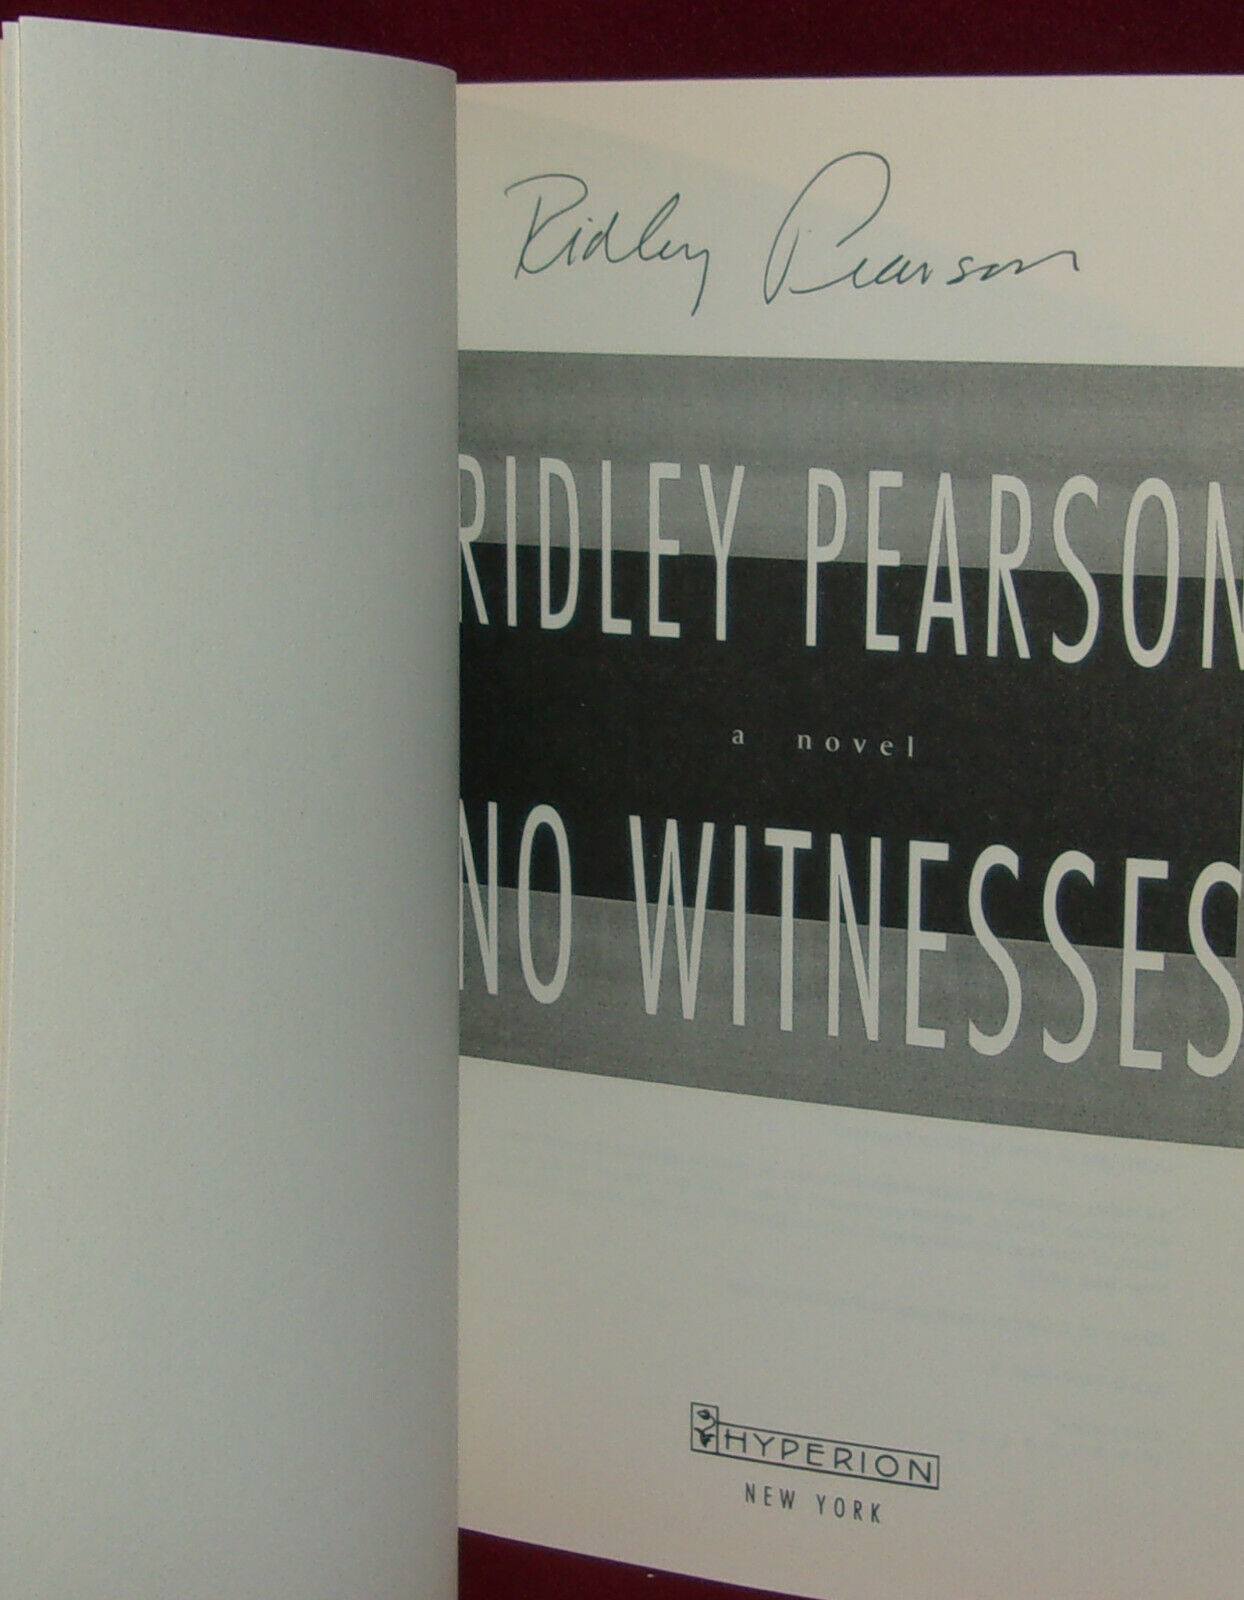 Ridley Pearson
RIDLEY PEARSON
a novel
NO WITNESSES
HYPERION
NEW YORK